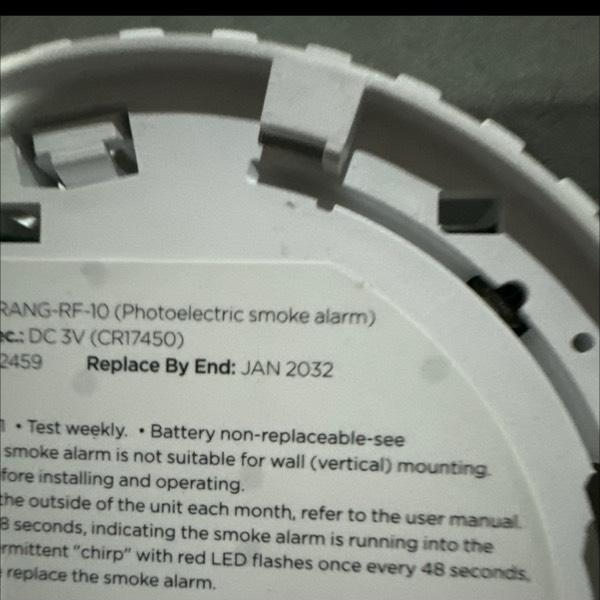 RANG-RF-10 (Photoelectric smoke alarm)
ec.: DC 3V (CR17450)
2459 Replace By End: JAN 2032
1 • Test weekly. • Battery non-replaceable-see
smoke alarm is not suitable for wall (vertical) mounting.
fore installing and operating.
the outside of the unit each month, refer to the user manual.
8 seconds, indicating the smoke alarm is running into the
rmittent "chirp" with red LED flashes once every 48 seconds,
replace the smoke alarm.